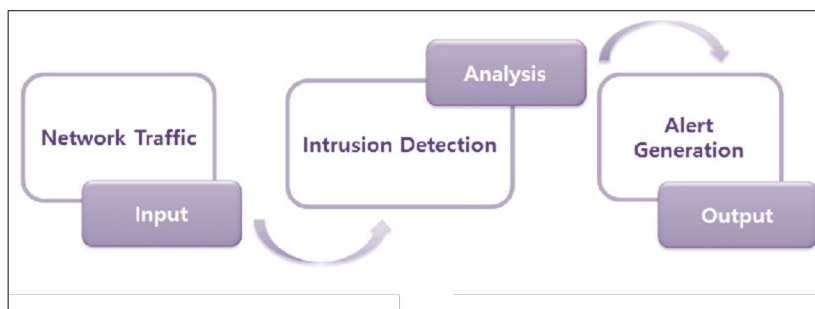 Network Traffic
Input
Intrusion Detection
Analysis
Alert
Generation
Output